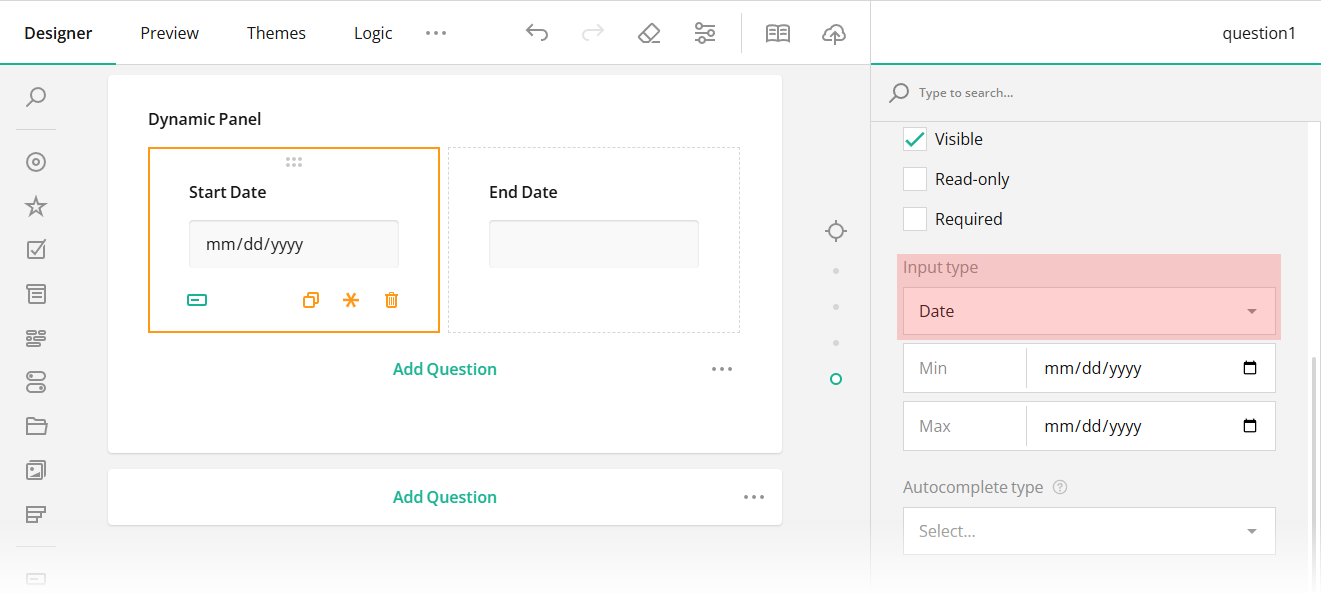 Designer Preview Themes Logic
question1
Type to search...
Dynamic Panel
Start Date
mm/dd/yyyy
End Date
Add Question
Add Question
Visible
Read-only
Required
Input type
Date
Min mm/dd/yyyy
Max mm/dd/yyyy
Autocomplete type ?
Select...